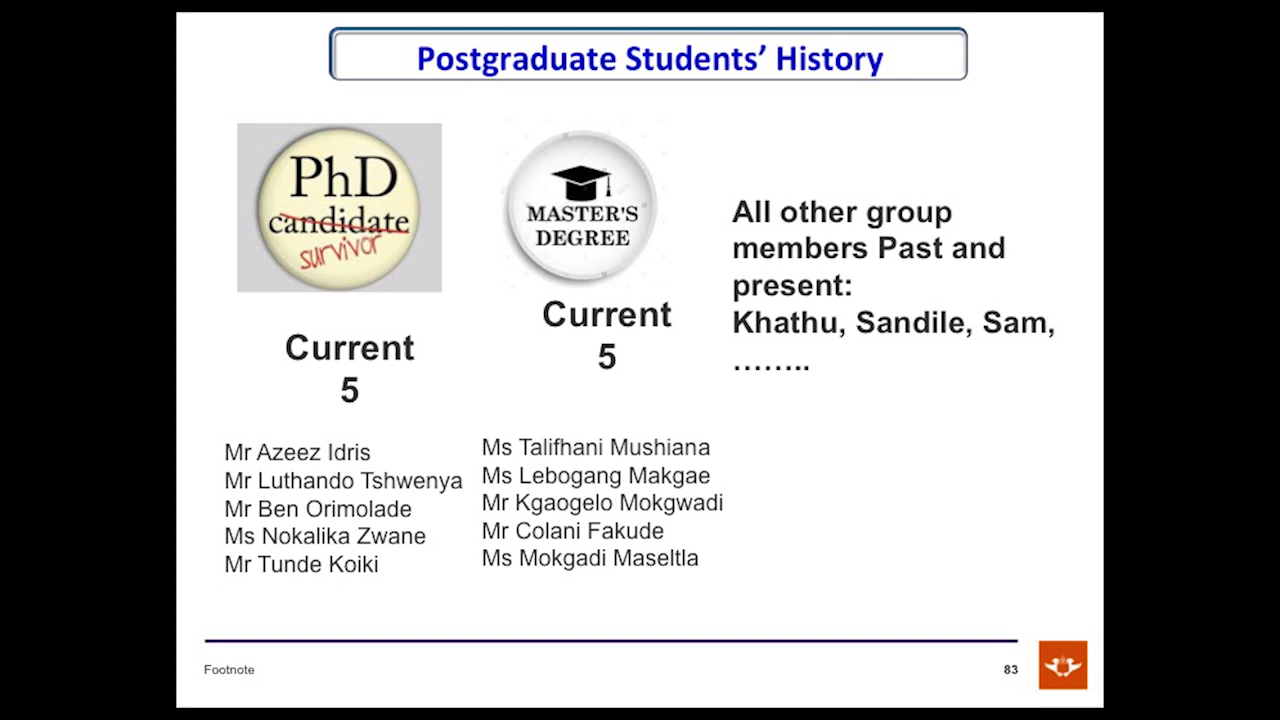 Postgraduate Students’ History
PhD
candidate
survivor
Current
5
Mr Azeez Idris
Mr Luthando Tshwenya
Mr Ben Orimolade
Ms Nokalika Zwane
Mr Tunde Koiki
MASTER'S
DEGREE
Current
5
Ms Talifhani Mushiana
Ms Lebogang Makgae
Mr Kgaogelo Mokgwadi
Mr Colani Fakude
Ms Mokgadi Maseltla
All other group
members Past and
present:
Khathu, Sandile, Sam,
……..
Footnote
83